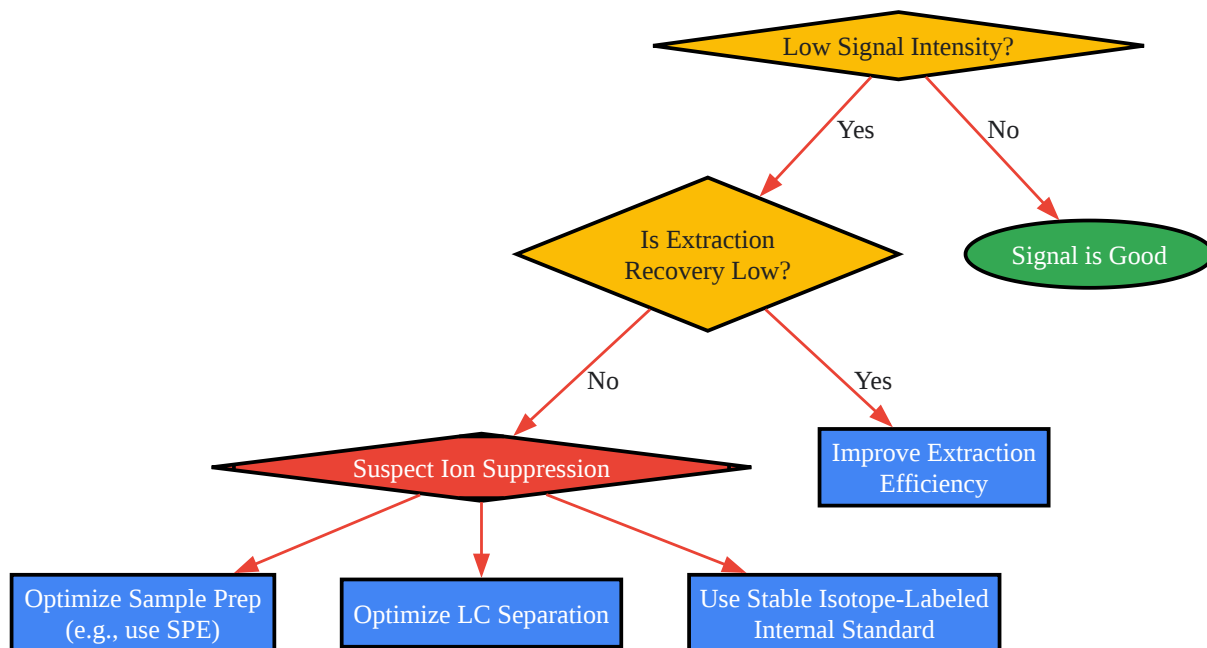 Low Signal Intensity?
Yes
No
Is Extraction
Recovery Low?
Signal is Good
No
Yes
Suspect Ion Suppression
Improve Extraction
Efficiency
Optimize Sample Prep
(e.g., use SPE)
Optimize LC Separation
Use Stable Isotope-Labeled
Internal Standard